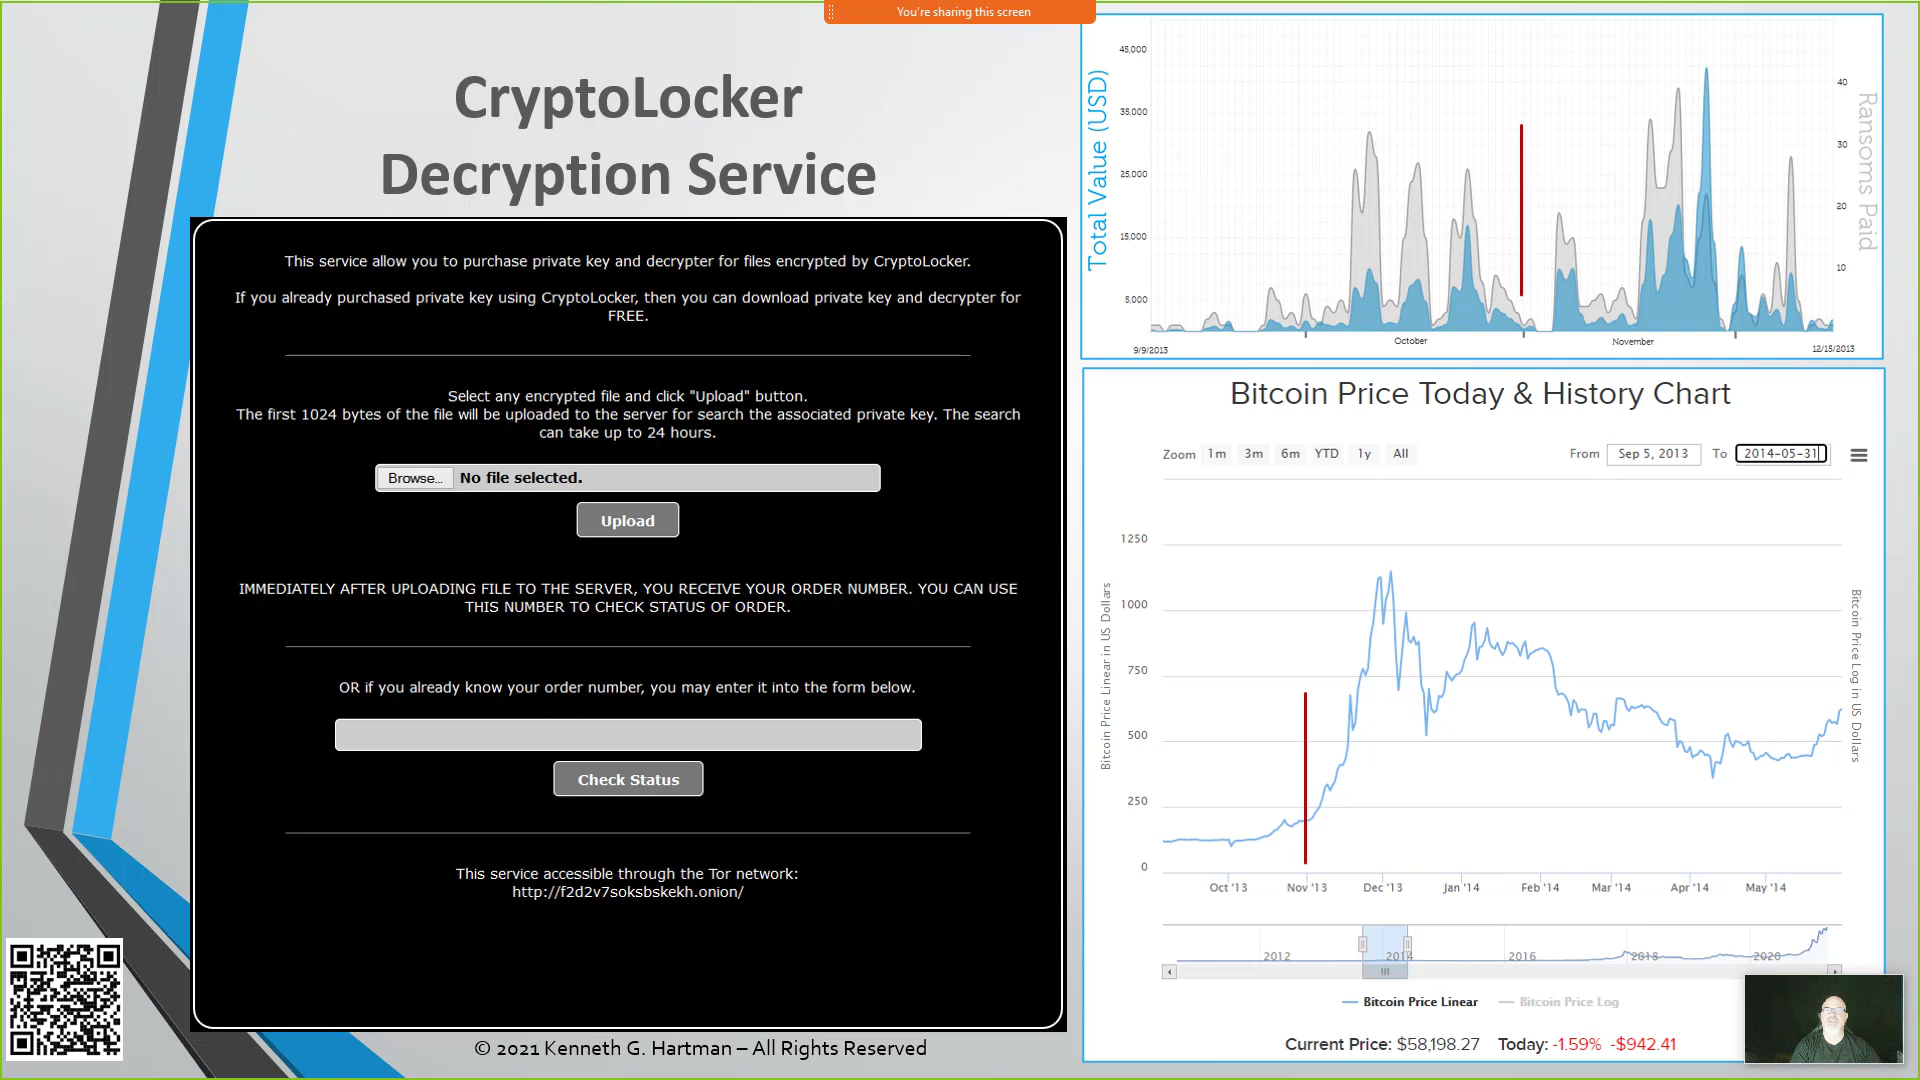 You're sharing this screen
CryptoLocker
Decryption Service
This service allow you to purchase private key and decrypter for files encrypted by CryptoLocker.
If you already purchased private key using CryptoLocker, then you can download private key and decrypter for
FREE.
Select any encrypted file and click "Upload" button.
The first 1024 bytes of the file will be uploaded to the server for search the associated private key. The search
can take up to 24 hours.
Browse... No file selected.
Upload
IMMEDIATELY AFTER UPLOADING FILE TO THE SERVER, YOU RECEIVE YOUR ORDER NUMBER. YOU CAN USE
THIS NUMBER TO CHECK STATUS OF ORDER.
OR if you already know your order number, you may enter it into the form below.
Check Status
This service accessible through the Tor network:
http://f2d2v7soksbskekh.onion/
© 2021 Kenneth G. Hartman – All Rights Reserved
Total Value (USD)
45,000
35,000
25,000
15,000
5,000
40
30
20
10
Ransoms Paid
9/9/2013
October
November
12/15/2013
Bitcoin Price Today & History Chart
Zoom 1m 3m 6m YTD 1y All
From Sep 5, 2013 To 2014-05-31
Bitcoin Price Linear in US Dollars
1250
1000
750
500
250
0
Bitcoin Price Log in US Dollars
Oct '13 Nov '13 Dec '13 Jan '14 Feb '14 Mar '14 Apr '14 May '14
2012 2014 2016 2018 2020
Bitcoin Price Linear Bitcoin Price Log
Current Price: $58,198.27 Today: -1.59% -$942.41